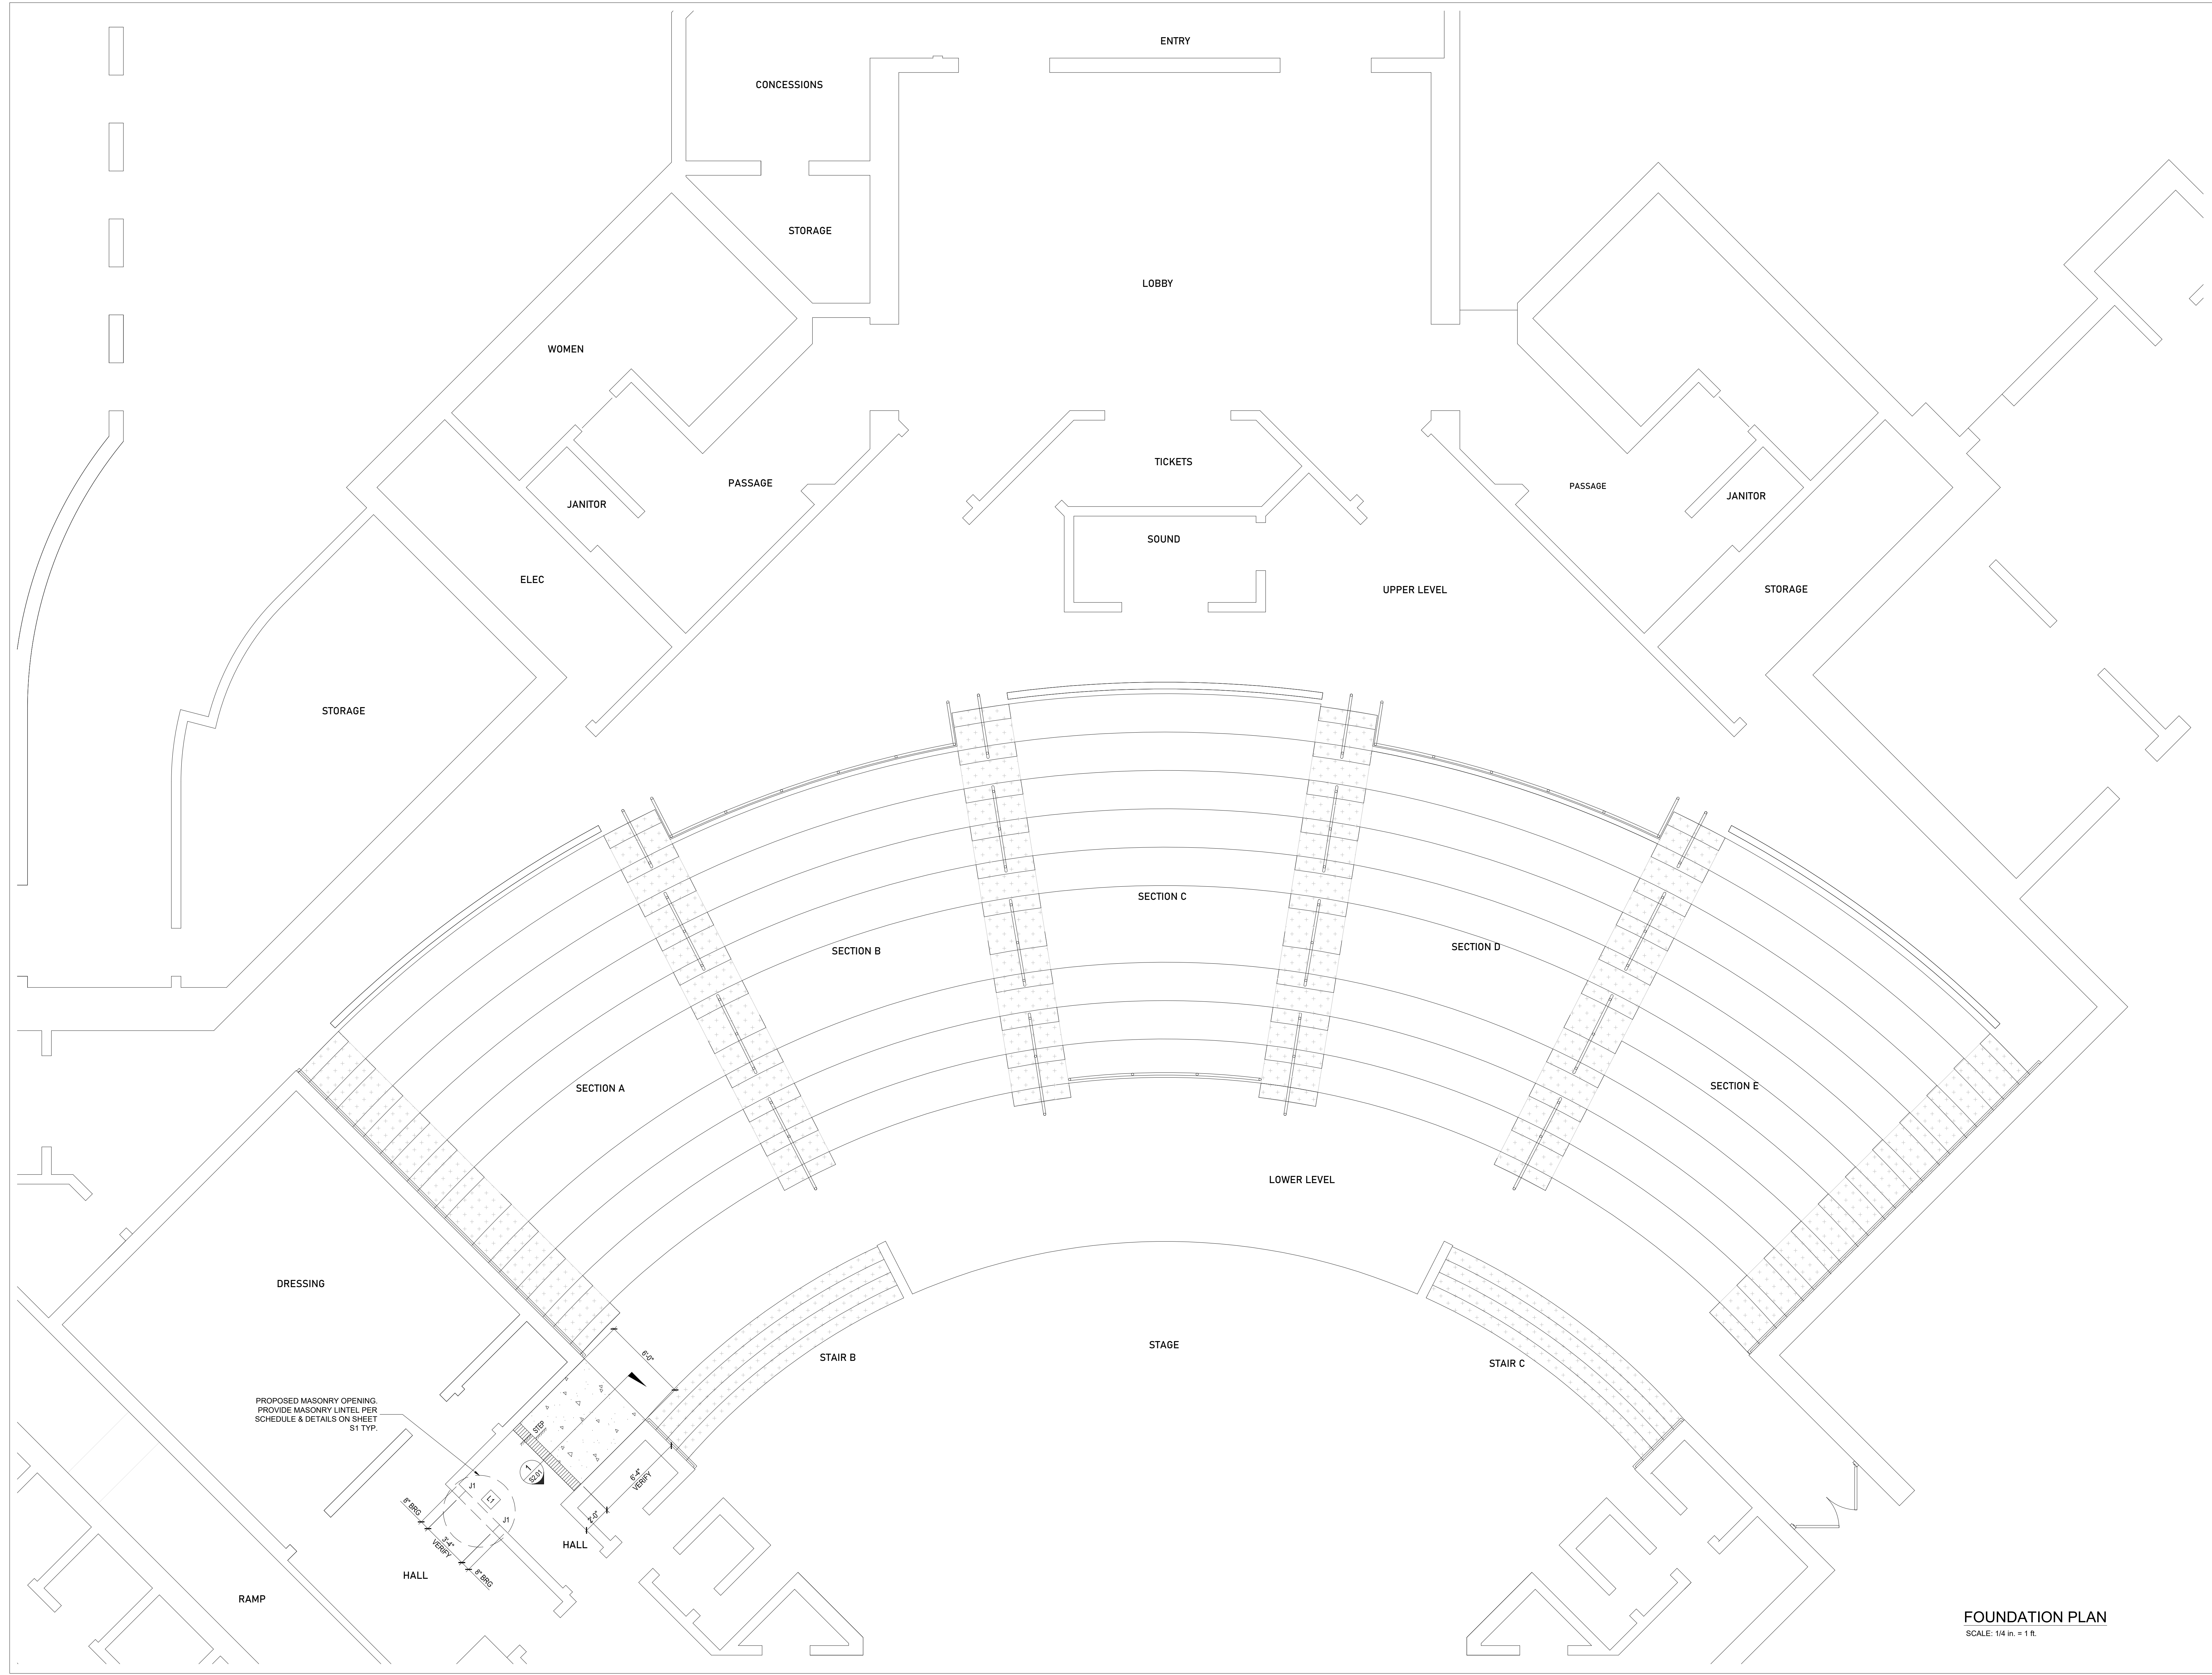 ENTRY
CONCESSIONS
STORAGE
LOBBY
WOMEN
TICKETS
PASSAGE
PASSAGE
JANITOR
JANITOR
SOUND
ELEC
UPPER LEVEL
STORAGE
STORAGE
SECTION C
SECTION B
SECTION D
SECTION A
SECTION E
LOWER LEVEL
DRESSING
STAGE
STAIR B
STAIR C
6'-0"
PROPOSED MASONRY OPENING.
PROVIDE MASONRY LINTEL PER
SCHEDULE & DETAILS ON SHEET
S1 TYP.
STEP
1
S2.01
6'-4"
VERIFY
2'-0"
J1
L1
J1
8" BRG
3'-4"
VERIFY
8" BRG
HALL
HALL
RAMP
FOUNDATION PLAN
SCALE: 1/4 in. = 1 ft.